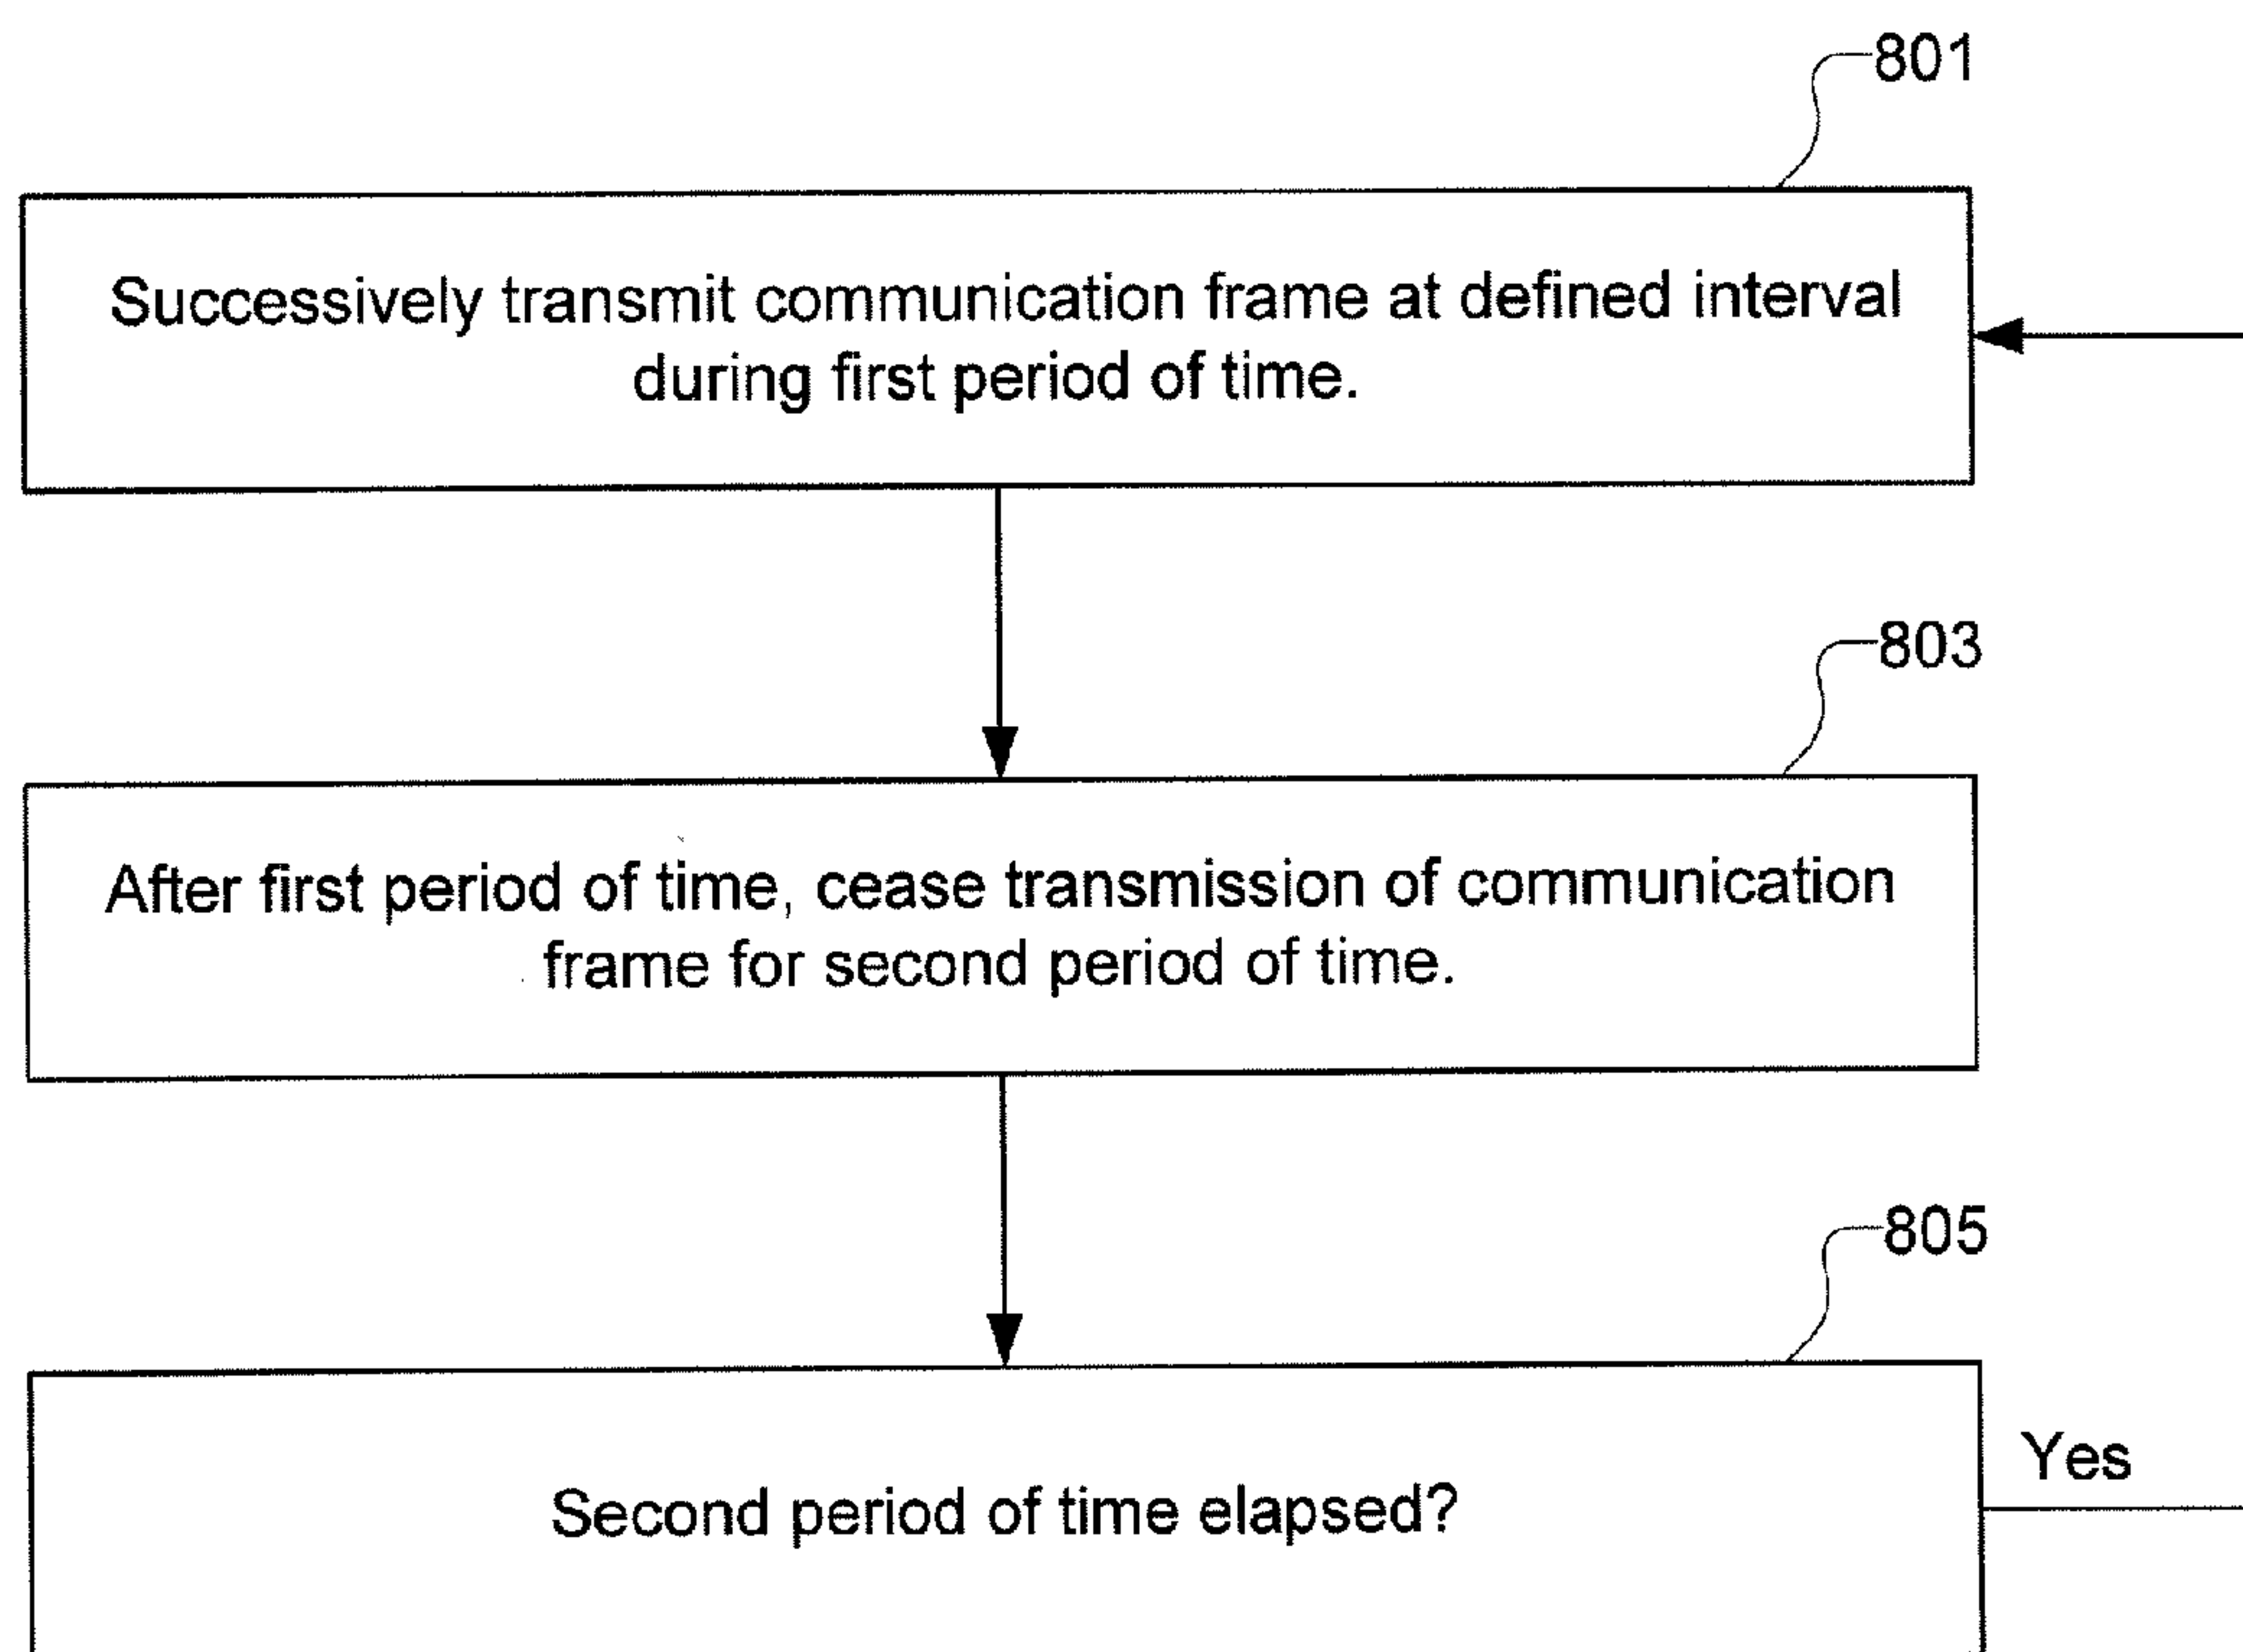 801
Successively transmit communication frame at defined interval
during first period of time.
803
After first period of time, cease transmission of communication
frame for second period of time.
805
Second period of time elapsed?
Yes